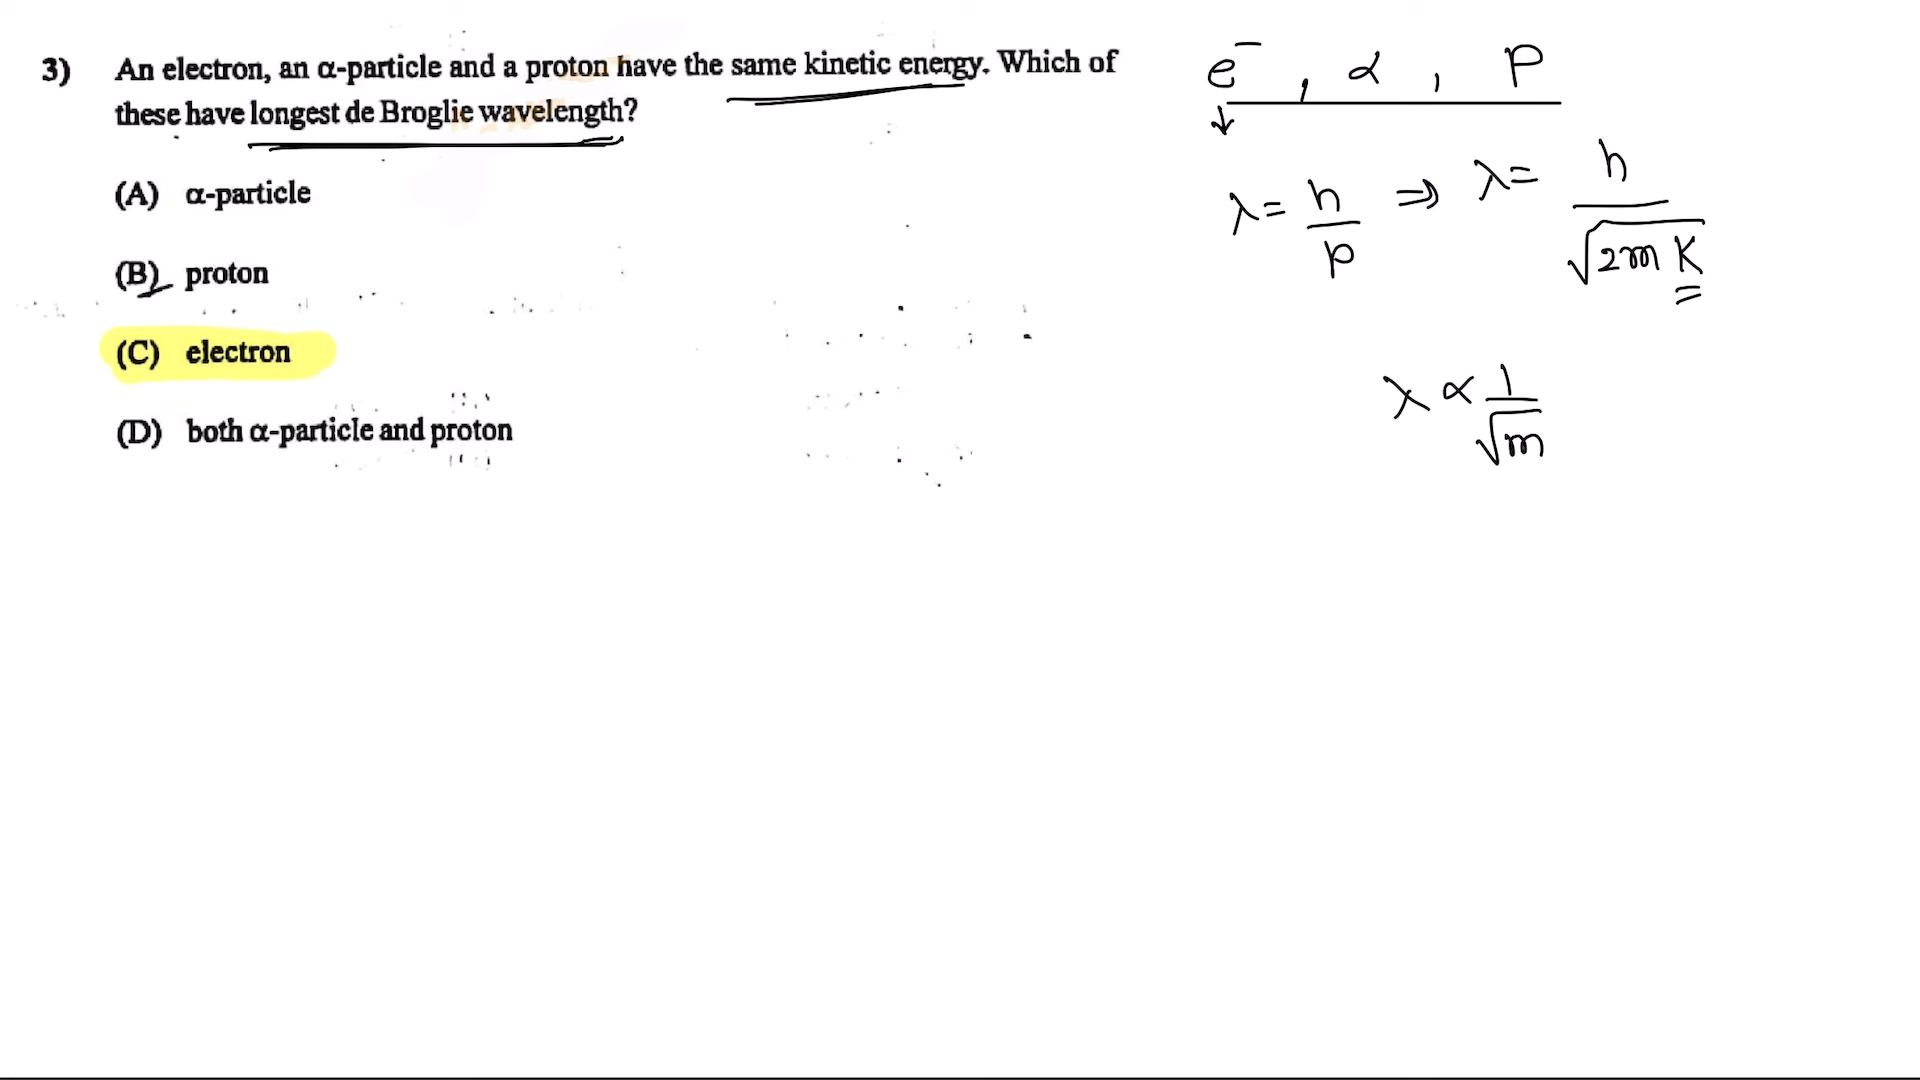 3) An electron, an α-particle and a proton have the same kinetic energy. Which of
these have longest de Broglie wavelength?
(A) α-particle
(B) proton
(C) electron
(D) both α-particle and proton
e⁻ , α , P
↓
λ = h/p ⇒ λ = h/√2mK
λ ∝ 1/√m